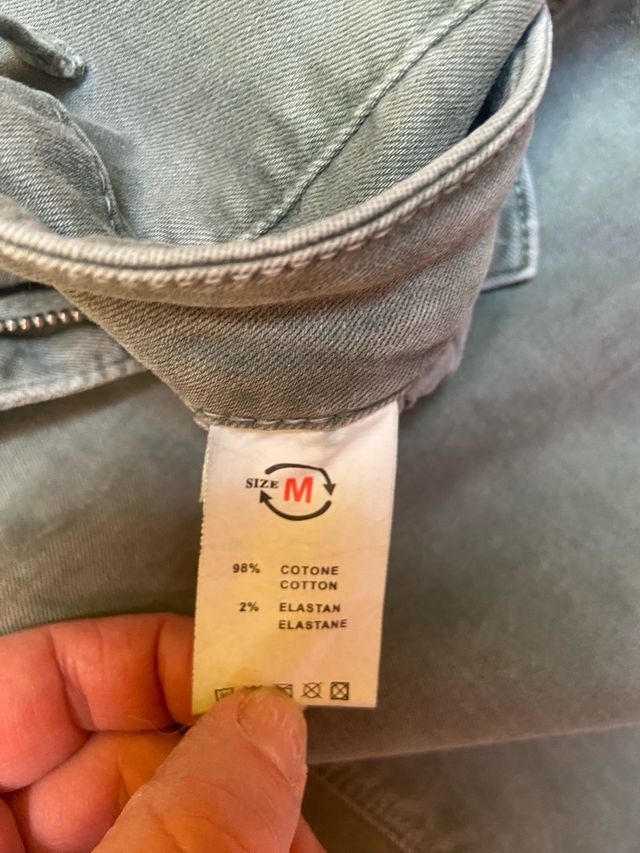 SIZE M
98% COTONE
COTTON
2% ELASTAN
ELASTANE